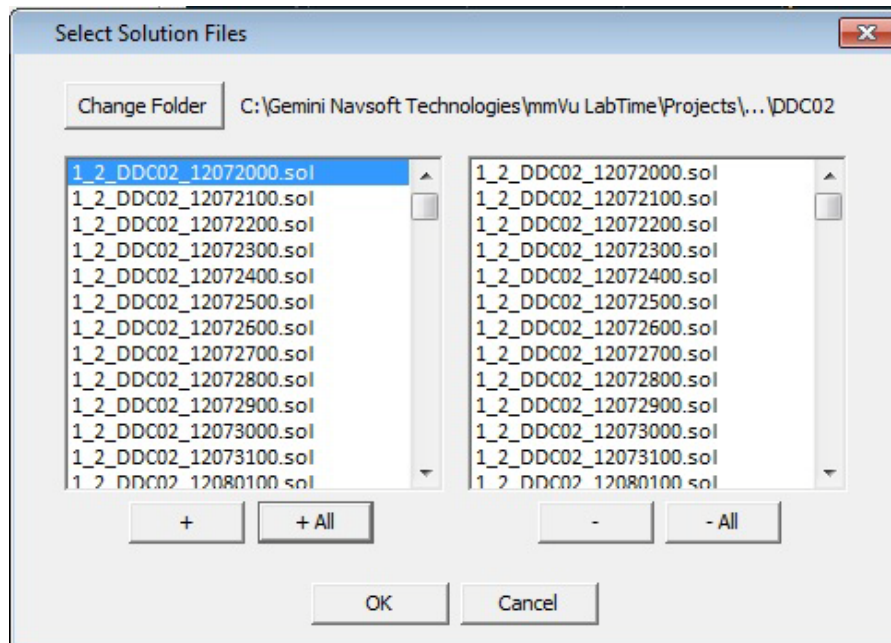 Select Solution Files
Change Folder C:\Gemini Navsoft Technologies\mmVu LabTime\Projects\...\DDC02
1_2_DDC02_12072000.sol
1_2_DDC02_12072100.sol
1_2_DDC02_12072200.sol
1_2_DDC02_12072300.sol
1_2_DDC02_12072400.sol
1_2_DDC02_12072500.sol
1_2_DDC02_12072600.sol
1_2_DDC02_12072700.sol
1_2_DDC02_12072800.sol
1_2_DDC02_12072900.sol
1_2_DDC02_12073000.sol
1_2_DDC02_12073100.sol
1_2_DDC02_12080100.sol
1_2_DDC02_12072000.sol
1_2_DDC02_12072100.sol
1_2_DDC02_12072200.sol
1_2_DDC02_12072300.sol
1_2_DDC02_12072400.sol
1_2_DDC02_12072500.sol
1_2_DDC02_12072600.sol
1_2_DDC02_12072700.sol
1_2_DDC02_12072800.sol
1_2_DDC02_12072900.sol
1_2_DDC02_12073000.sol
1_2_DDC02_12073100.sol
1_2_DDC02_12080100.sol
+ + All - - All
OK Cancel